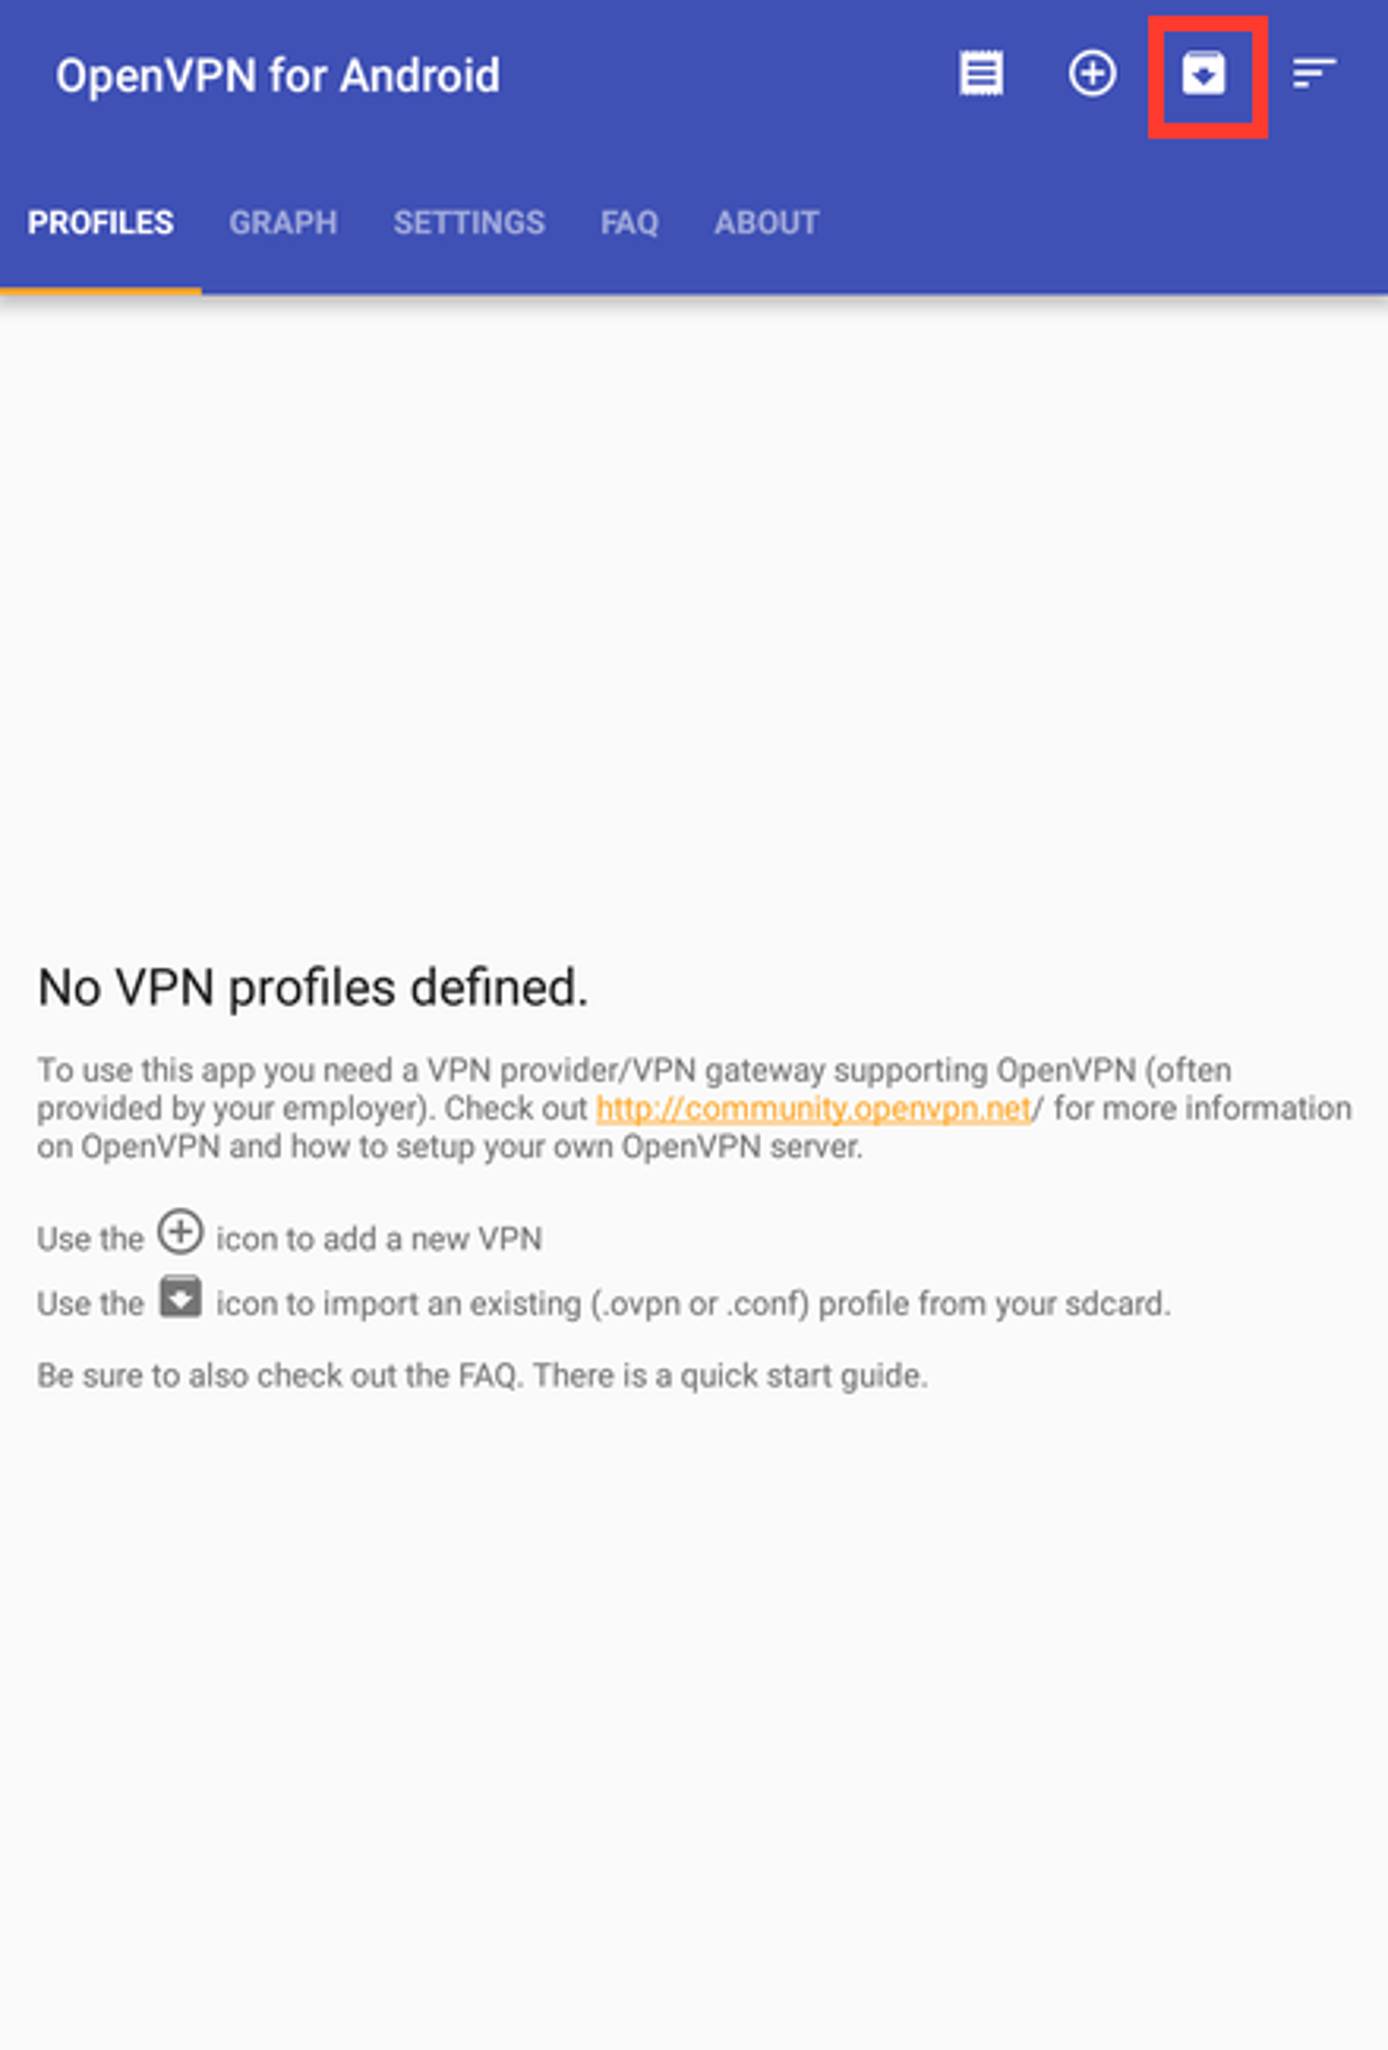 OpenVPN for Android
PROFILES GRAPH SETTINGS FAQ ABOUT
No VPN profiles defined.
To use this app you need a VPN provider/VPN gateway supporting OpenVPN (often
provided by your employer). Check out http://community.openvpn.net/ for more information
on OpenVPN and how to setup your own OpenVPN server.
Use the icon to add a new VPN
Use the icon to import an existing (.ovpn or .conf) profile from your sdcard.
Be sure to also check out the FAQ. There is a quick start guide.